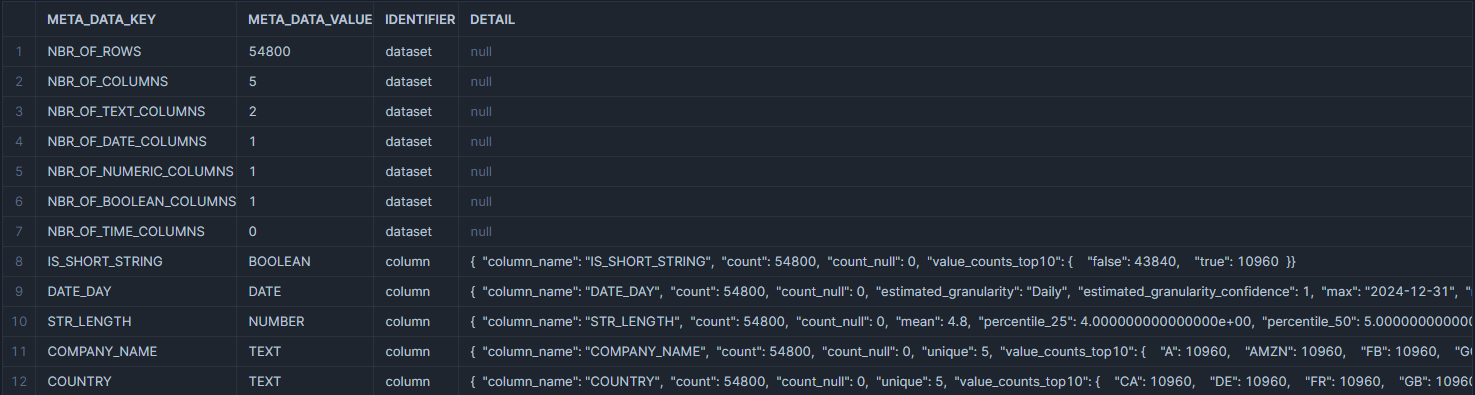 META_DATA_KEY META_DATA_VALUE IDENTIFIER DETAIL
1 NBR_OF_ROWS 54800 dataset null
2 NBR_OF_COLUMNS 5 dataset null
3 NBR_OF_TEXT_COLUMNS 2 dataset null
4 NBR_OF_DATE_COLUMNS 1 dataset null
5 NBR_OF_NUMERIC_COLUMNS 1 dataset null
6 NBR_OF_BOOLEAN_COLUMNS 1 dataset null
7 NBR_OF_TIME_COLUMNS 0 dataset null
8 IS_SHORT_STRING BOOLEAN column { "column_name": "IS_SHORT_STRING", "count": 54800, "count_null": 0, "value_counts_top10": { "false": 43840, "true": 10960 }}
9 DATE_DAY DATE column { "column_name": "DATE_DAY", "count": 54800, "count_null": 0, "estimated_granularity": "Daily", "estimated_granularity_confidence": 1, "max": "2024-12-31", "
10 STR_LENGTH NUMBER column { "column_name": "STR_LENGTH", "count": 54800, "count_null": 0, "mean": 4.8, "percentile_25": 4.000000000000000e+00, "percentile_50": 5.00000000000
11 COMPANY_NAME TEXT column { "column_name": "COMPANY_NAME", "count": 54800, "count_null": 0, "unique": 5, "value_counts_top10": { "A": 10960, "AMZN": 10960, "FB": 10960, "G
12 COUNTRY TEXT column { "column_name": "COUNTRY", "count": 54800, "count_null": 0, "unique": 5, "value_counts_top10": { "CA": 10960, "DE": 10960, "FR": 10960, "GB": 10960